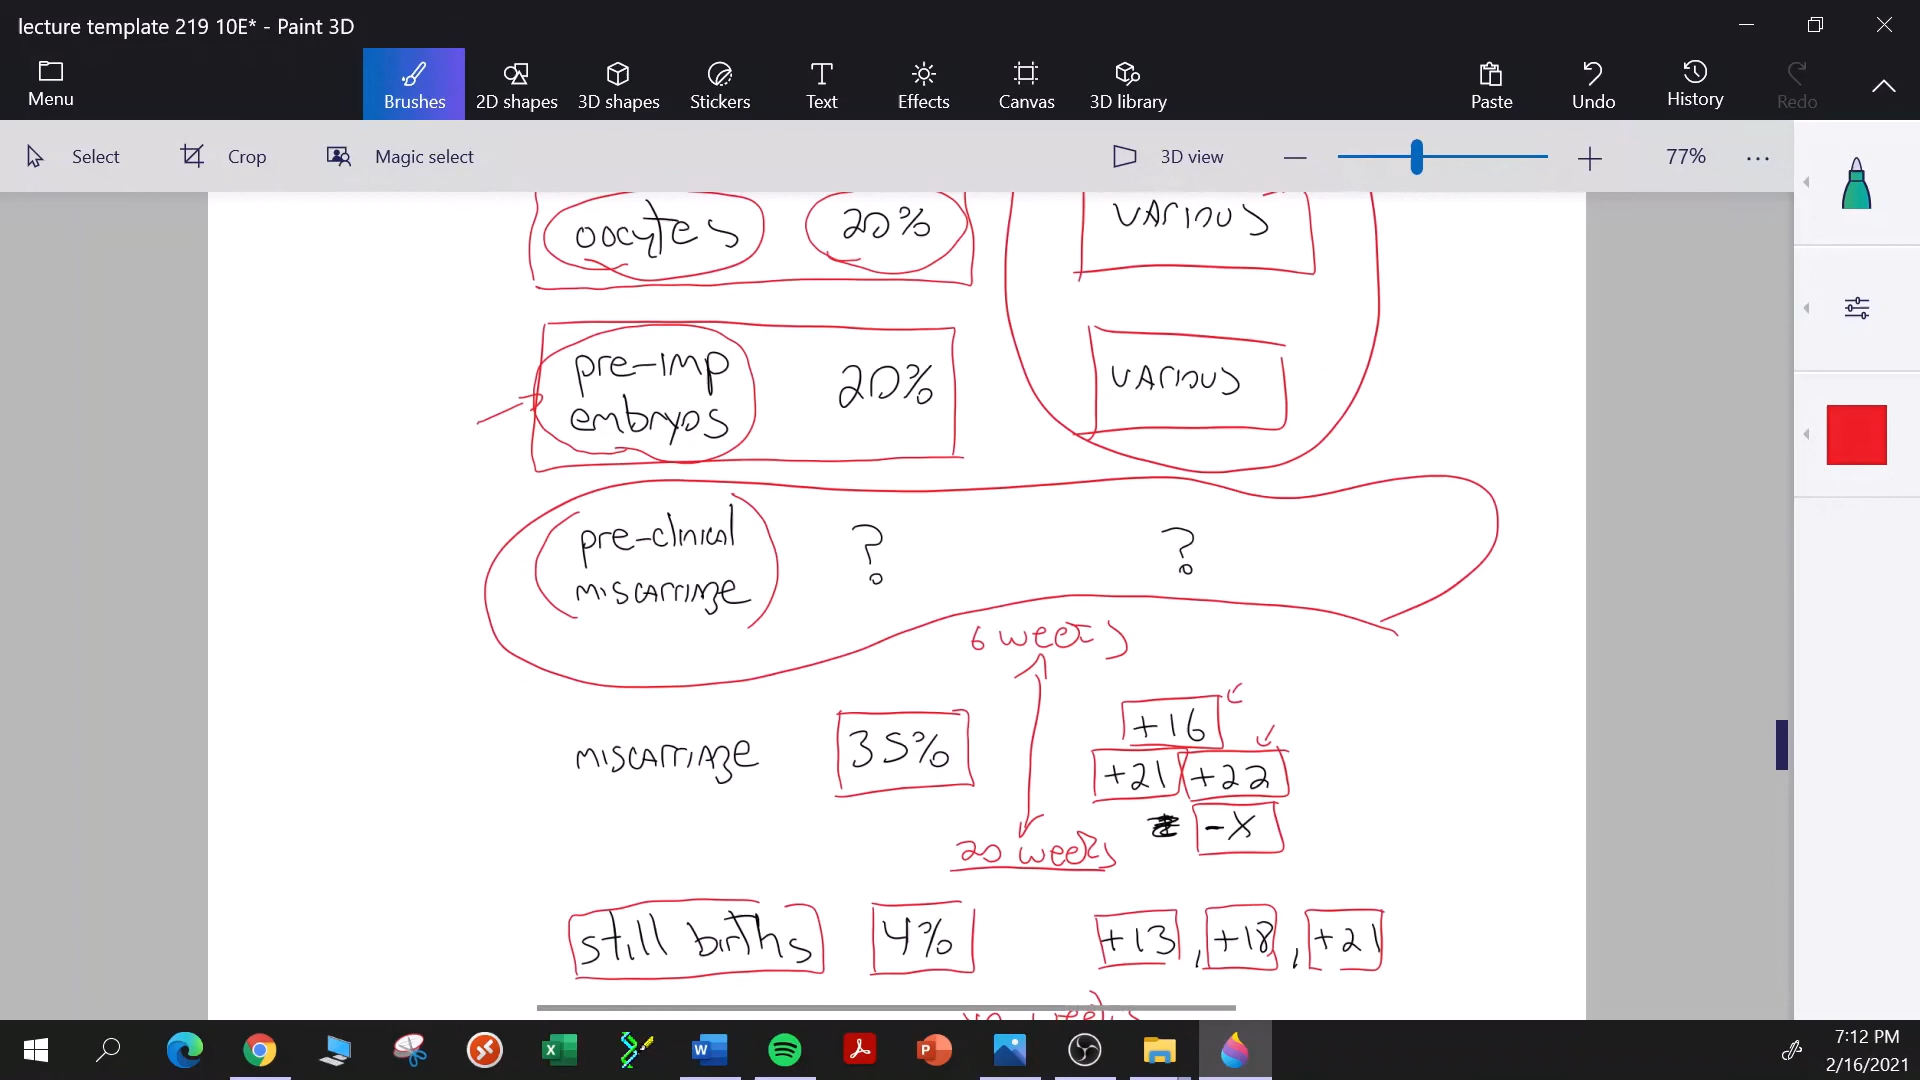 lecture template 219 10E* - Paint 3D
Menu
Brushes
2D shapes
3D shapes
Stickers
Text
Effects
Canvas
3D library
Paste
Undo
History
Redo
Select
Crop
Magic select
3D view
77%
oocytes 20% various
pre-imp
embryos 20% various
pre-clinical
miscarriage ? ?
6 weeks
+16
miscarriage 35% +21 +22
-X
20 weeks
still births 4% +13, +18, +21
7:12 PM
2/16/2021